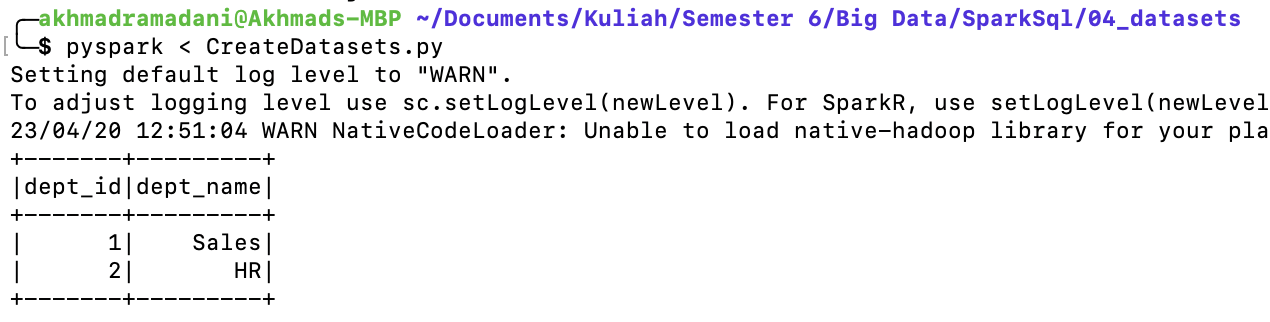 akhmadramadani@Akhmads-MBP ~/Documents/Kuliah/Semester 6/Big Data/SparkSql/04_datasets
$ pyspark < CreateDatasets.py
Setting default log level to "WARN".
To adjust logging level use sc.setLogLevel(newLevel). For SparkR, use setLogLevel(newLevel
23/04/20 12:51:04 WARN NativeCodeLoader: Unable to load native-hadoop library for your pla
+-------+---------+
|dept_id|dept_name|
+-------+---------+
|      1|    Sales|
|      2|       HR|
+-------+---------+